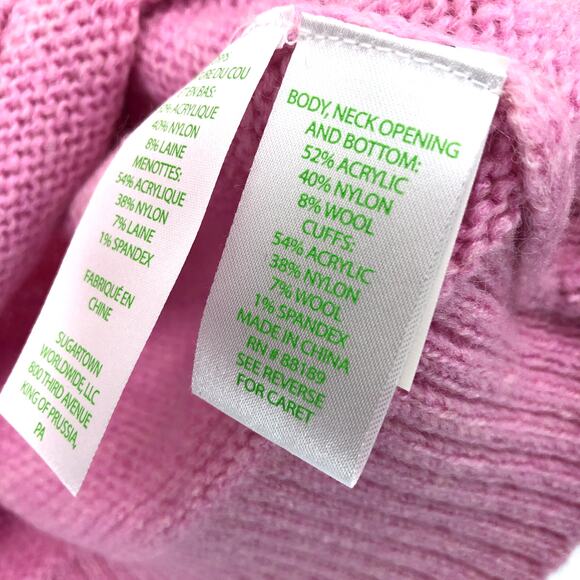 OU COU
EN BAS:
ACRYLIQUE
40% NYLON
8% LAINE
MENOTTES:
54% ACRYLIQUE
38% NYLON
7% LAINE
1% SPANDEX
FABRIQUÉ EN
CHINE
SUGARTOWN
WORLDWIDE, LLC
800 THIRD AVENUE
KING OF PRUSSIA,
PA
BODY, NECK OPENING
AND BOTTOM:
52% ACRYLIC
40% NYLON
8% WOOL
CUFFS:
54% ACRYLIC
38% NYLON
7% WOOL
1% SPANDEX
MADE IN CHINA
RN # 88189
SEE REVERSE
FOR CARET